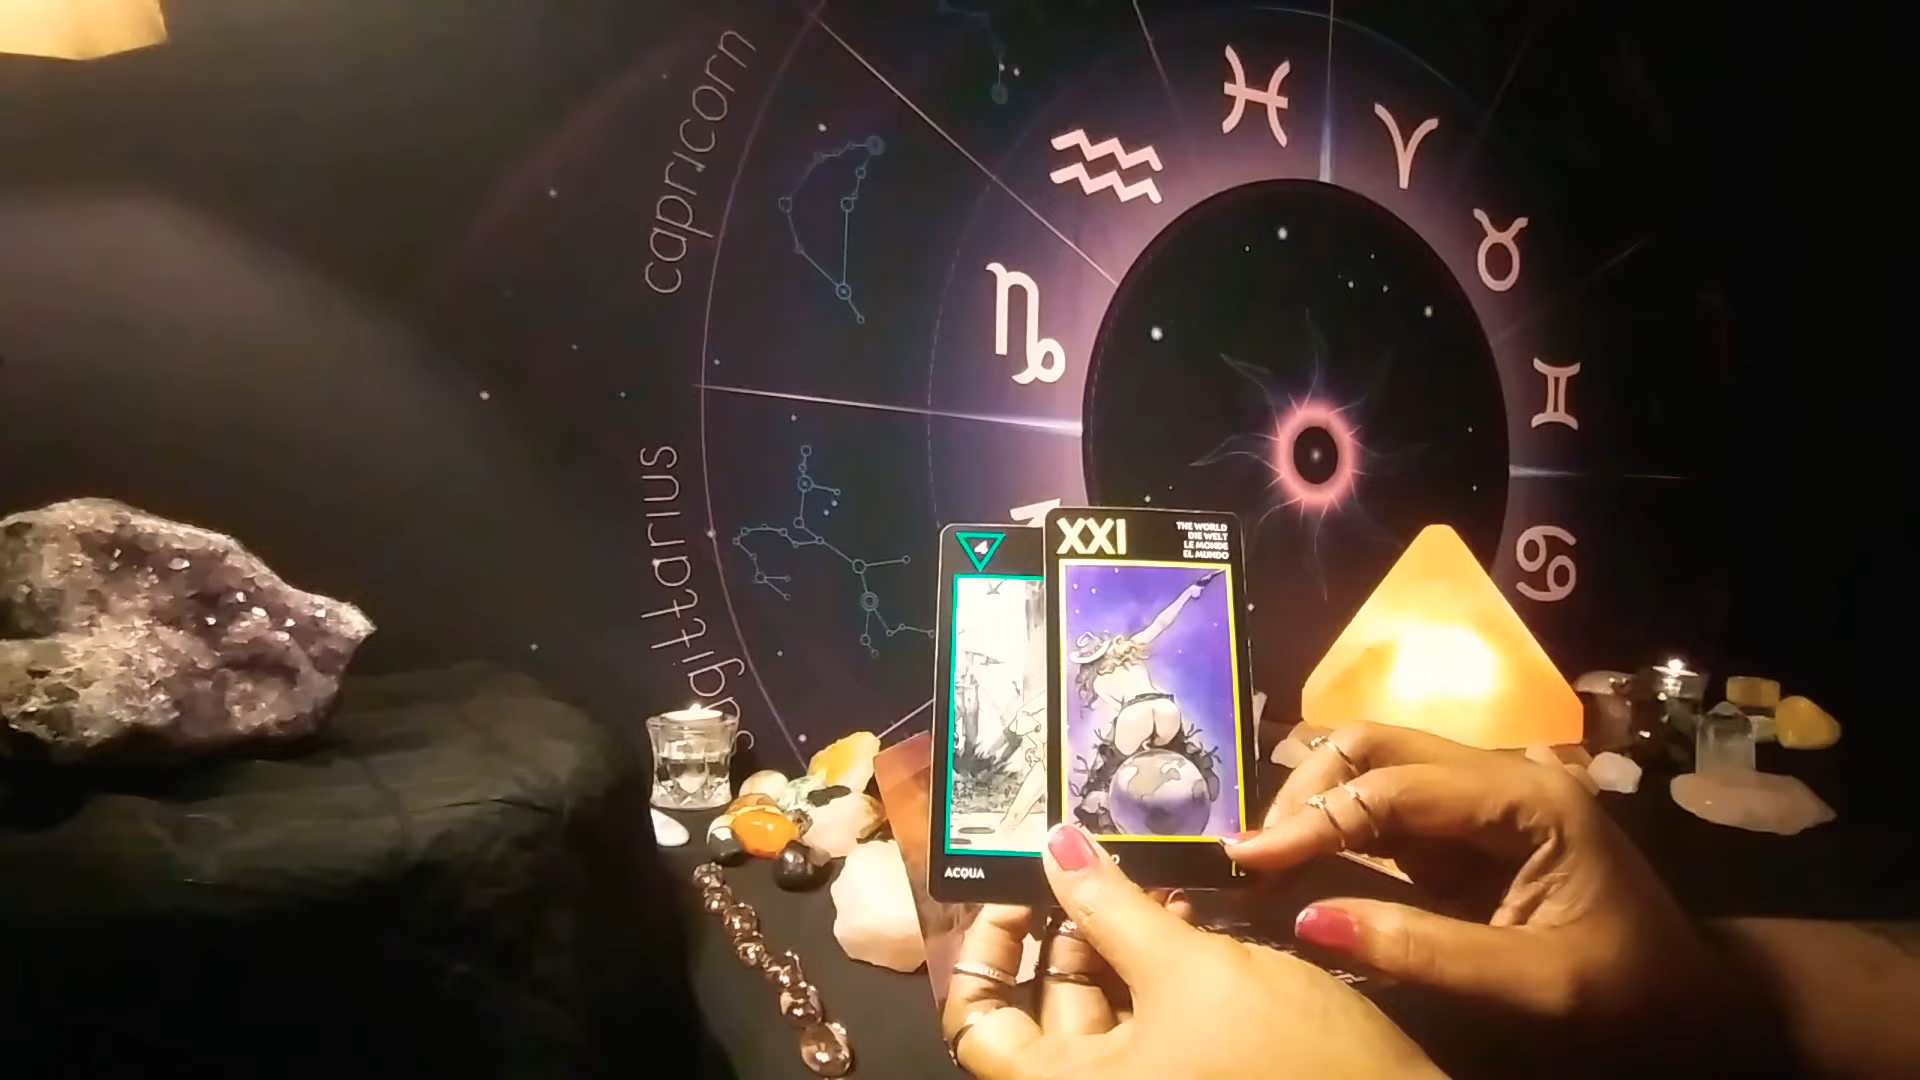 capricorn
sagittarius
4
XXI
THE WORLD
DIE WELT
LE MONDE
EL MUNDO
ACQUA